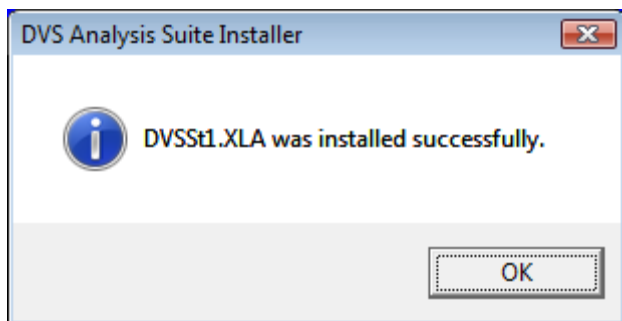 DVS Analysis Suite Installer
DVSSt1.XLA was installed successfully.
OK